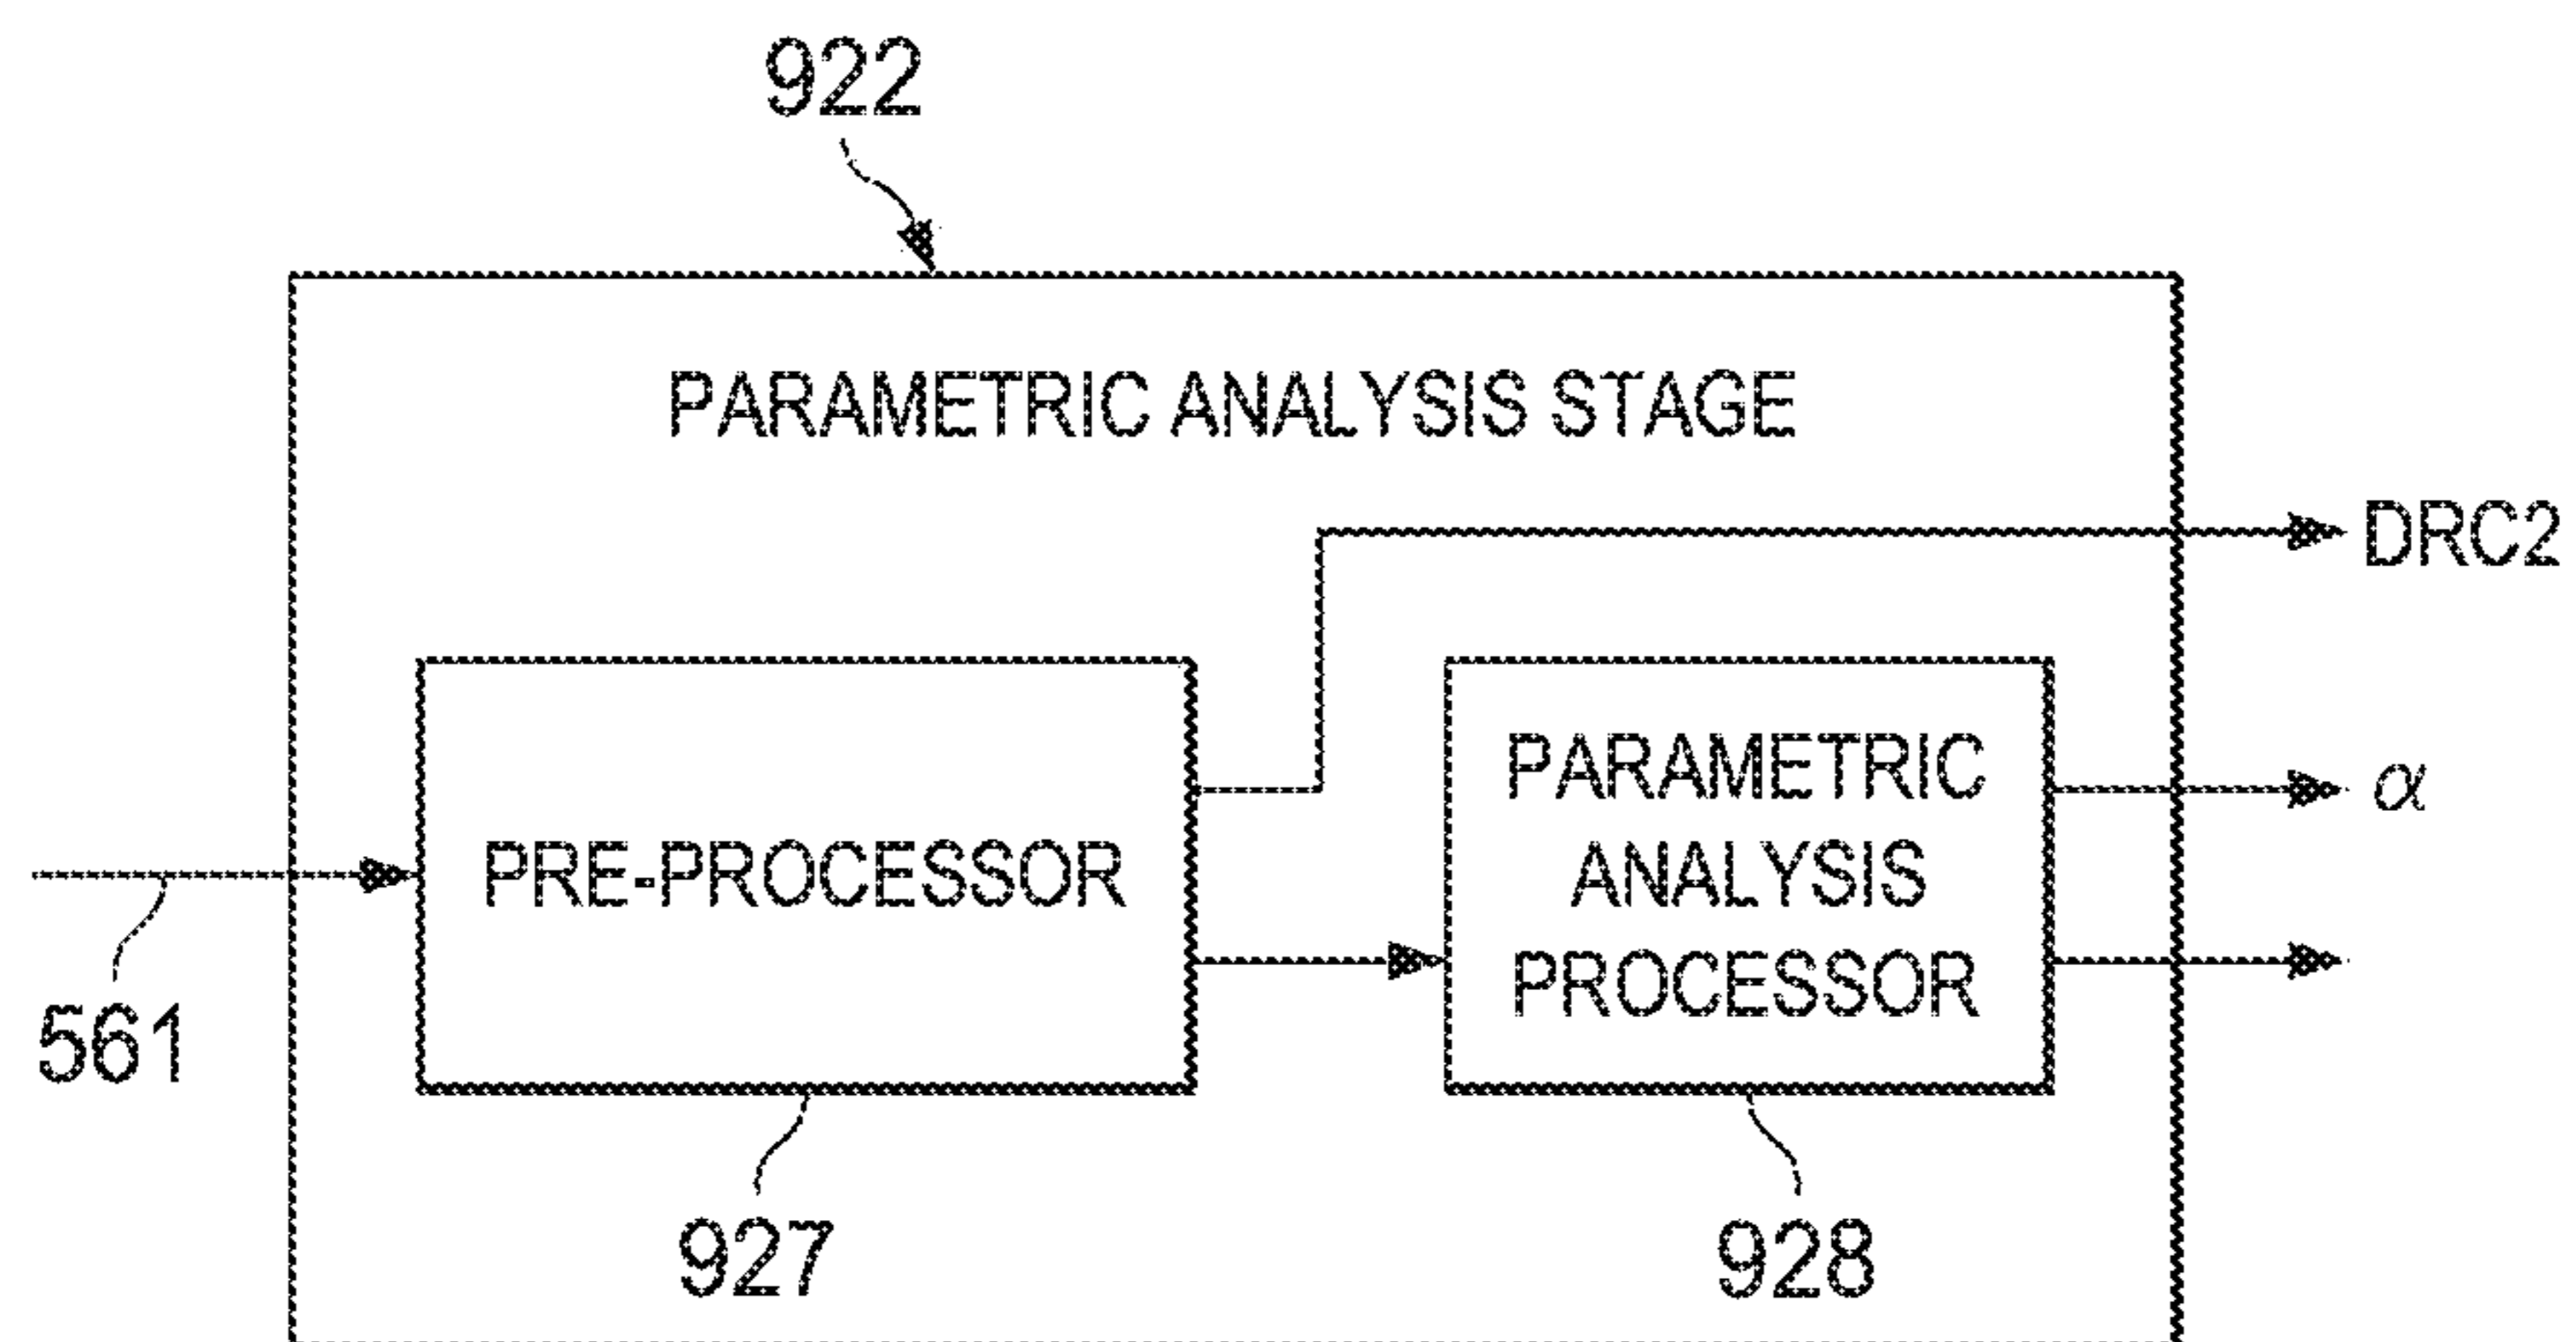 922
PARAMETRIC ANALYSIS STAGE
DRC2
PRE-PROCESSOR
PARAMETRIC
ANALYSIS
PROCESSOR
α
561
927
928